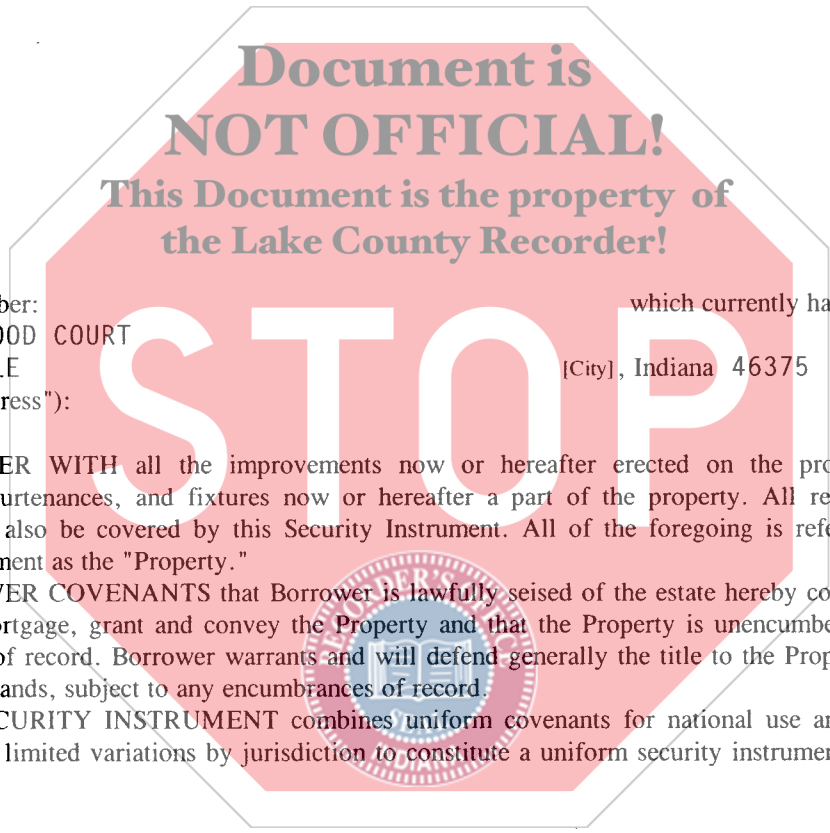 Document is
NOT OFFICIAL!
This Document is the property of
the Lake County Recorder!
ber: which currently ha
OOD COURT
LE [City], Indiana 46375
ress"):
STOP
ER WITH all the improvements now or hereafter erected on the pro
urtenances, and fixtures now or hereafter a part of the property. All re
also be covered by this Security Instrument. All of the foregoing is refe
ment as the "Property."
VER COVENANTS that Borrower is lawfully seised of the estate hereby co
ortgage, grant and convey the Property and that the Property is unencumbe
of record. Borrower warrants and will defend generally the title to the Prop
ands, subject to any encumbrances of record.
CURITY INSTRUMENT combines uniform covenants for national use an
limited variations by jurisdiction to constitute a uniform security instrumen
SEAL
INDIANA